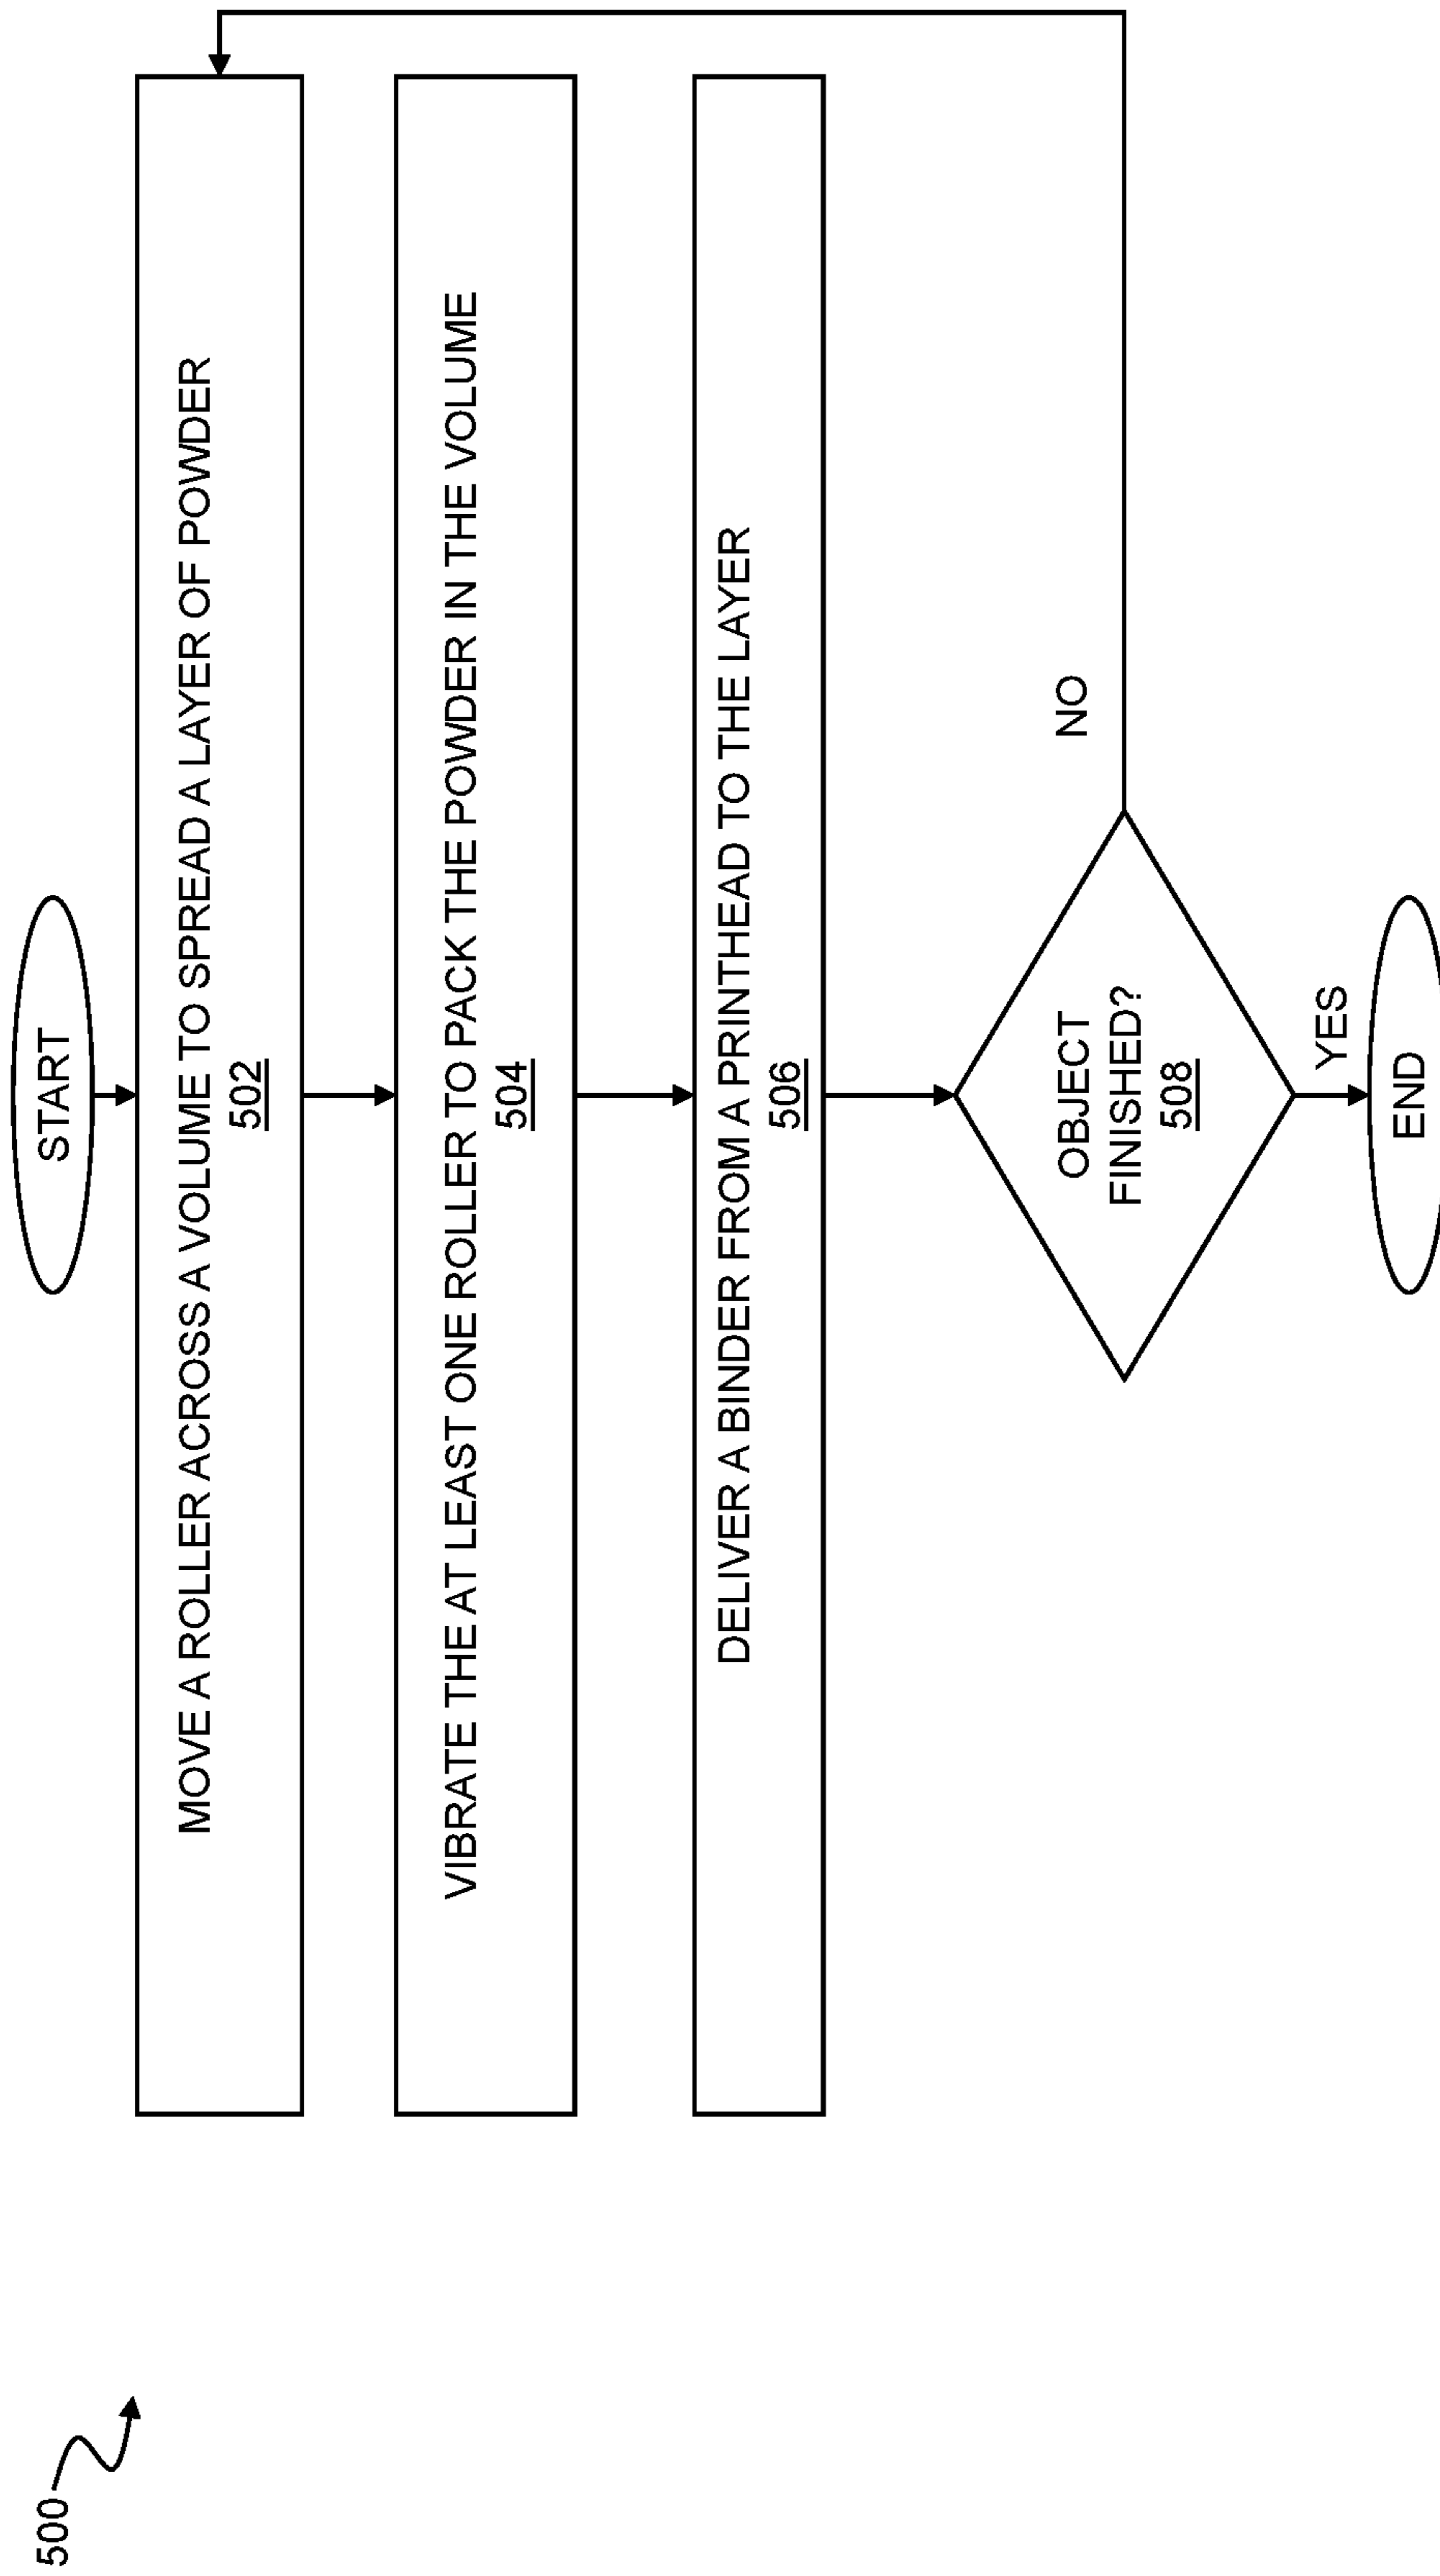 500
START
MOVE A ROLLER ACROSS A VOLUME TO SPREAD A LAYER OF POWDER
502
VIBRATE THE AT LEAST ONE ROLLER TO PACK THE POWDER IN THE VOLUME
504
DELIVER A BINDER FROM A PRINTHEAD TO THE LAYER
506
OBJECT
FINISHED?
508
NO
YES
END